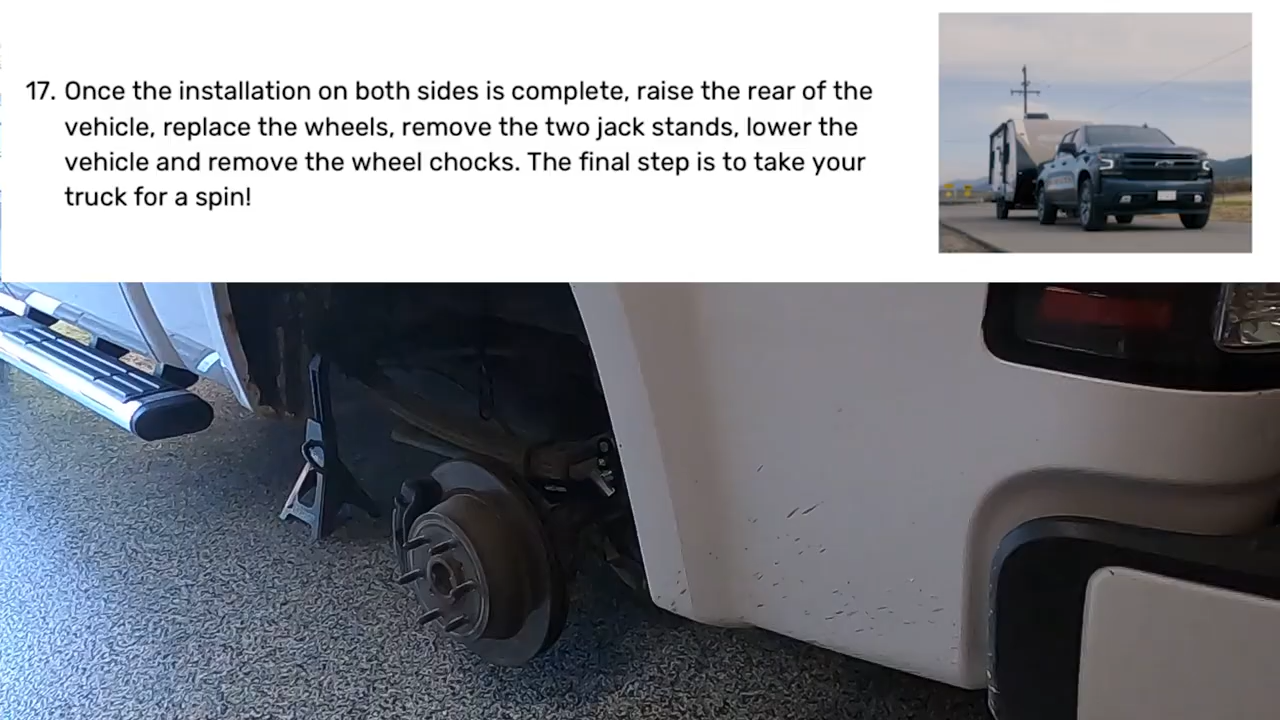 17. Once the installation on both sides is complete, raise the rear of the
vehicle, replace the wheels, remove the two jack stands, lower the
vehicle and remove the wheel chocks. The final step is to take your
truck for a spin!